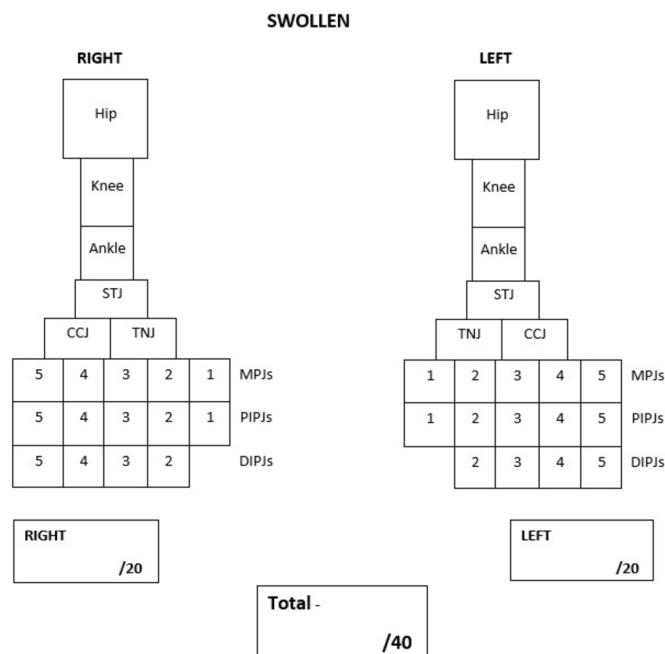 SWOLLEN
RIGHT LEFT
Hip Hip
Knee Knee
Ankle Ankle
STJ STJ
CCJ TNJ TNJ CCJ
5 4 3 2 1 MPJs 1 2 3 4 5 MPJs
5 4 3 2 1 PIPJs 1 2 3 4 5 PIPJs
5 4 3 2 DIPJs 2 3 4 5 DIPJs
RIGHT LEFT
/20 /20
Total -
/40